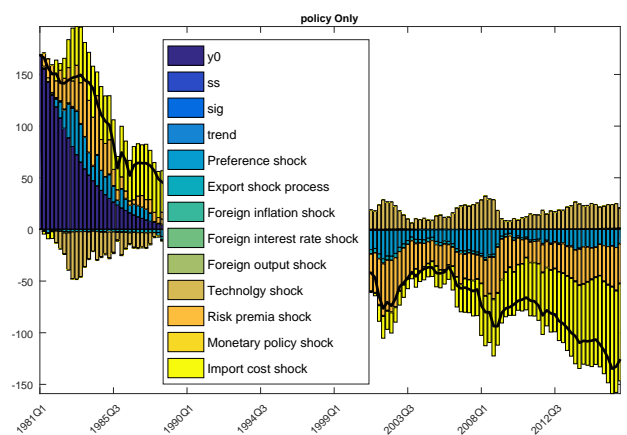 policy Only
150
100
50
0
-50
-100
-150
y0
ss
sig
trend
Preference shock
Export shock process
Foreign inflation shock
Foreign interest rate shock
Foreign output shock
Technolgy shock
Risk premia shock
Monetary policy shock
Import cost shock
1981Q1
1985Q3
1990Q1
1994Q3
1999Q1
2003Q3
2008Q1
2012Q3